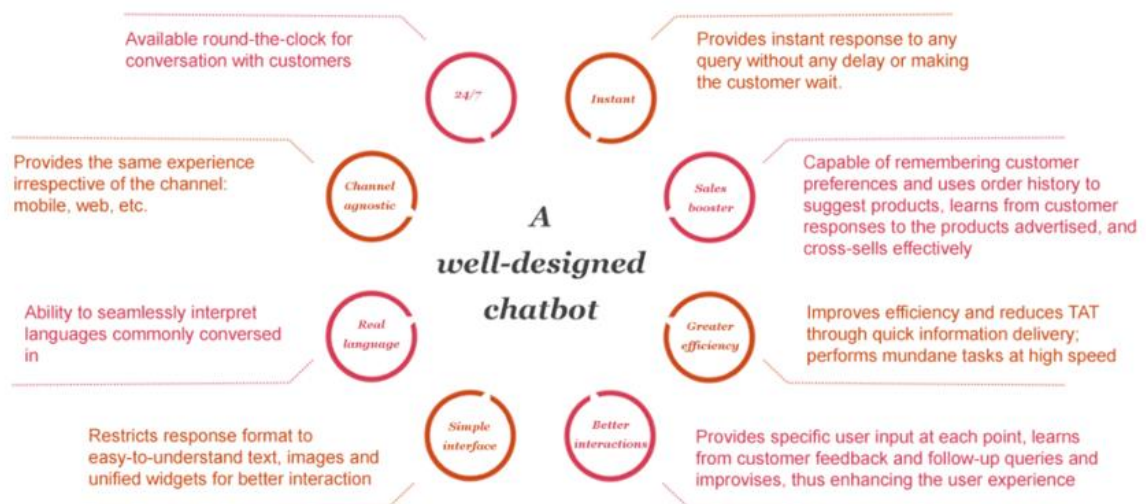 Available round-the-clock for
conversation with customers
24/7
Instant
Provides instant response to any
query without any delay or making
the customer wait.
Provides the same experience
irrespective of the channel:
mobile, web, etc.
Channel
agnostic
Sales
booster
Capable of remembering customer
preferences and uses order history to
suggest products, learns from customer
responses to the products advertised, and
cross-sells effectively
A
well-designed
chatbot
Ability to seamlessly interpret
languages commonly conversed
in
Real
language
Greater
efficiency
Improves efficiency and reduces TAT
through quick information delivery;
performs mundane tasks at high speed
Restricts response format to
easy-to-understand text, images and
unified widgets for better interaction
Simple
interface
Better
interactions
Provides specific user input at each point, learns
from customer feedback and follow-up queries and
improvises, thus enhancing the user experience